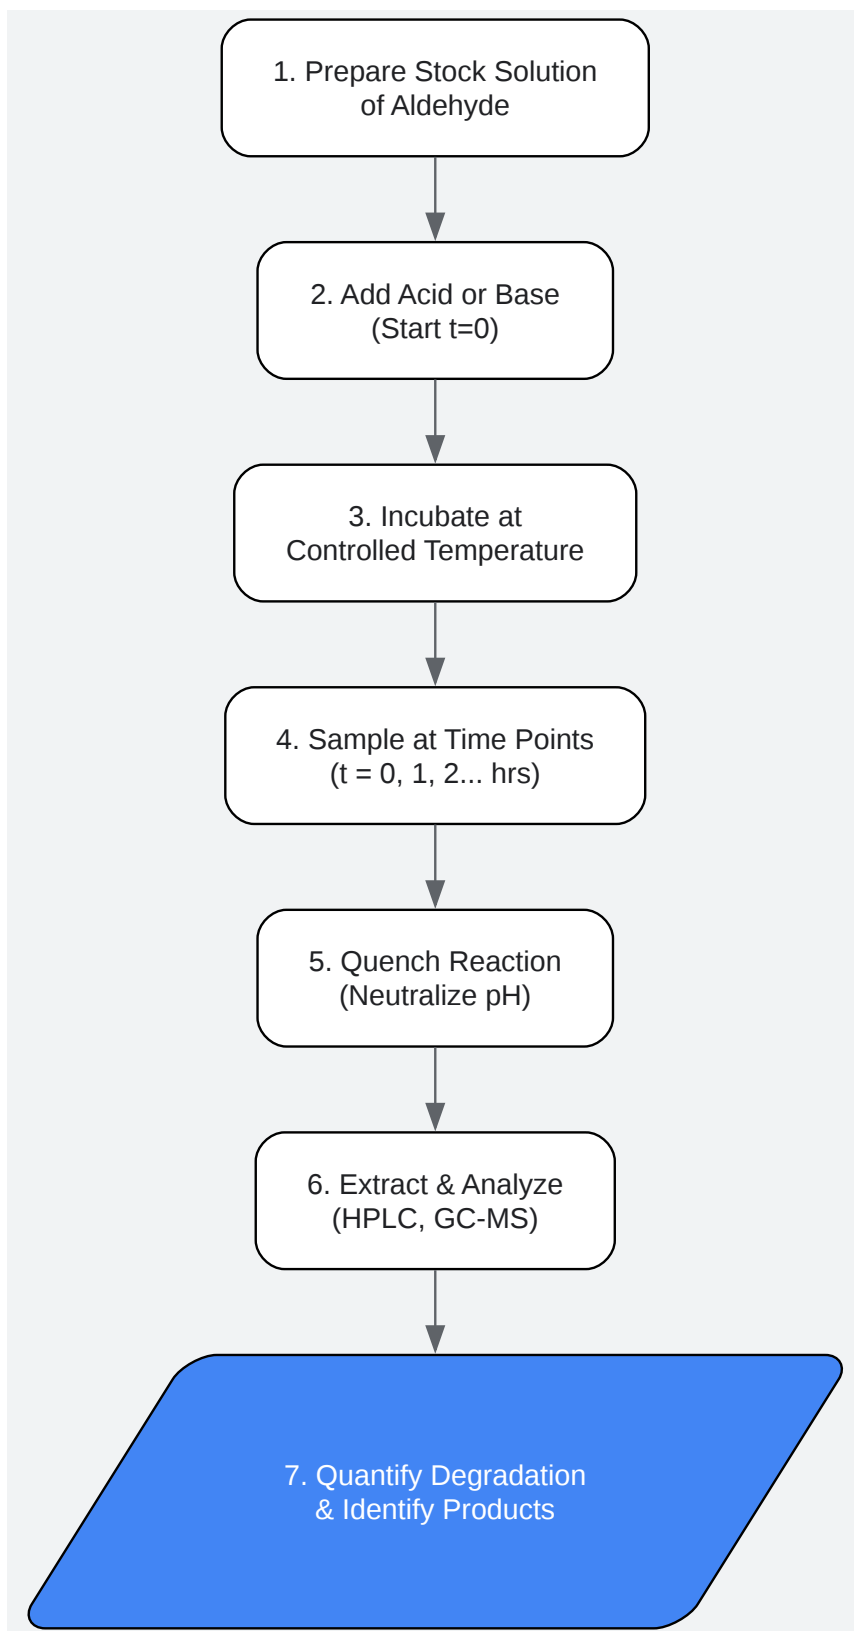 1. Prepare Stock Solution
of Aldehyde
2. Add Acid or Base
(Start t=0)
3. Incubate at
Controlled Temperature
4. Sample at Time Points
(t = 0, 1, 2... hrs)
5. Quench Reaction
(Neutralize pH)
6. Extract & Analyze
(HPLC, GC-MS)
7. Quantify Degradation
& Identify Products